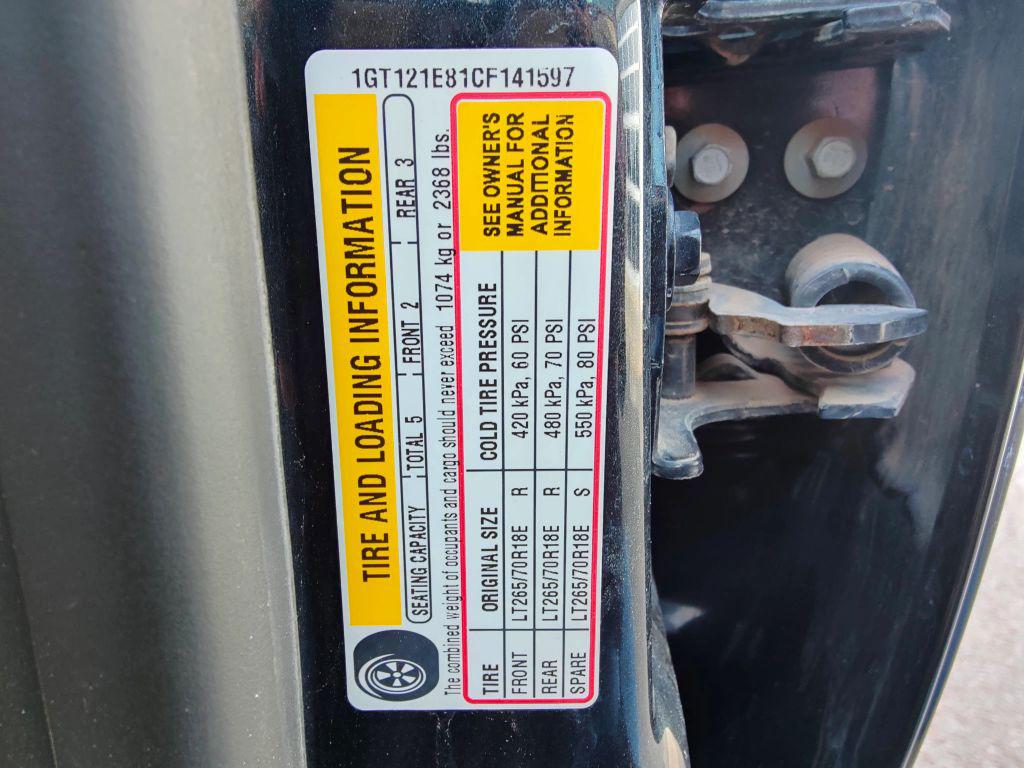 1GT121E81CF141597
TIRE AND LOADING INFORMATION
SEATING CAPACITY TOTAL 5 FRONT 2 REAR 3
The combined weight of occupants and cargo should never exceed 1074 kg or 2368 lbs.
TIRE ORIGINAL SIZE COLD TIRE PRESSURE
FRONT LT265/70R18E R 420 kPa, 60 PSI
REAR LT265/70R18E R 480 kPa, 70 PSI
SPARE LT265/70R18E S 550 kPa, 80 PSI
SEE OWNER'S
MANUAL FOR
ADDITIONAL
INFORMATION